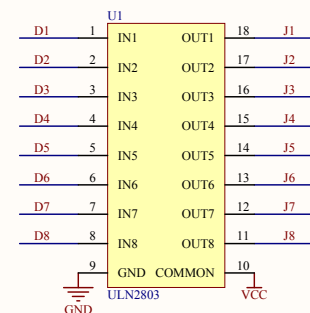 U1
D1 1 IN1 OUT1 18 J1
D2 2 IN2 OUT2 17 J2
D3 3 IN3 OUT3 16 J3
D4 4 IN4 OUT4 15 J4
D5 5 IN5 OUT5 14 J5
D6 6 IN6 OUT6 13 J6
D7 7 IN7 OUT7 12 J7
D8 8 IN8 OUT8 11 J8
9 GND COMMON 10
GND ULN2803 VCC